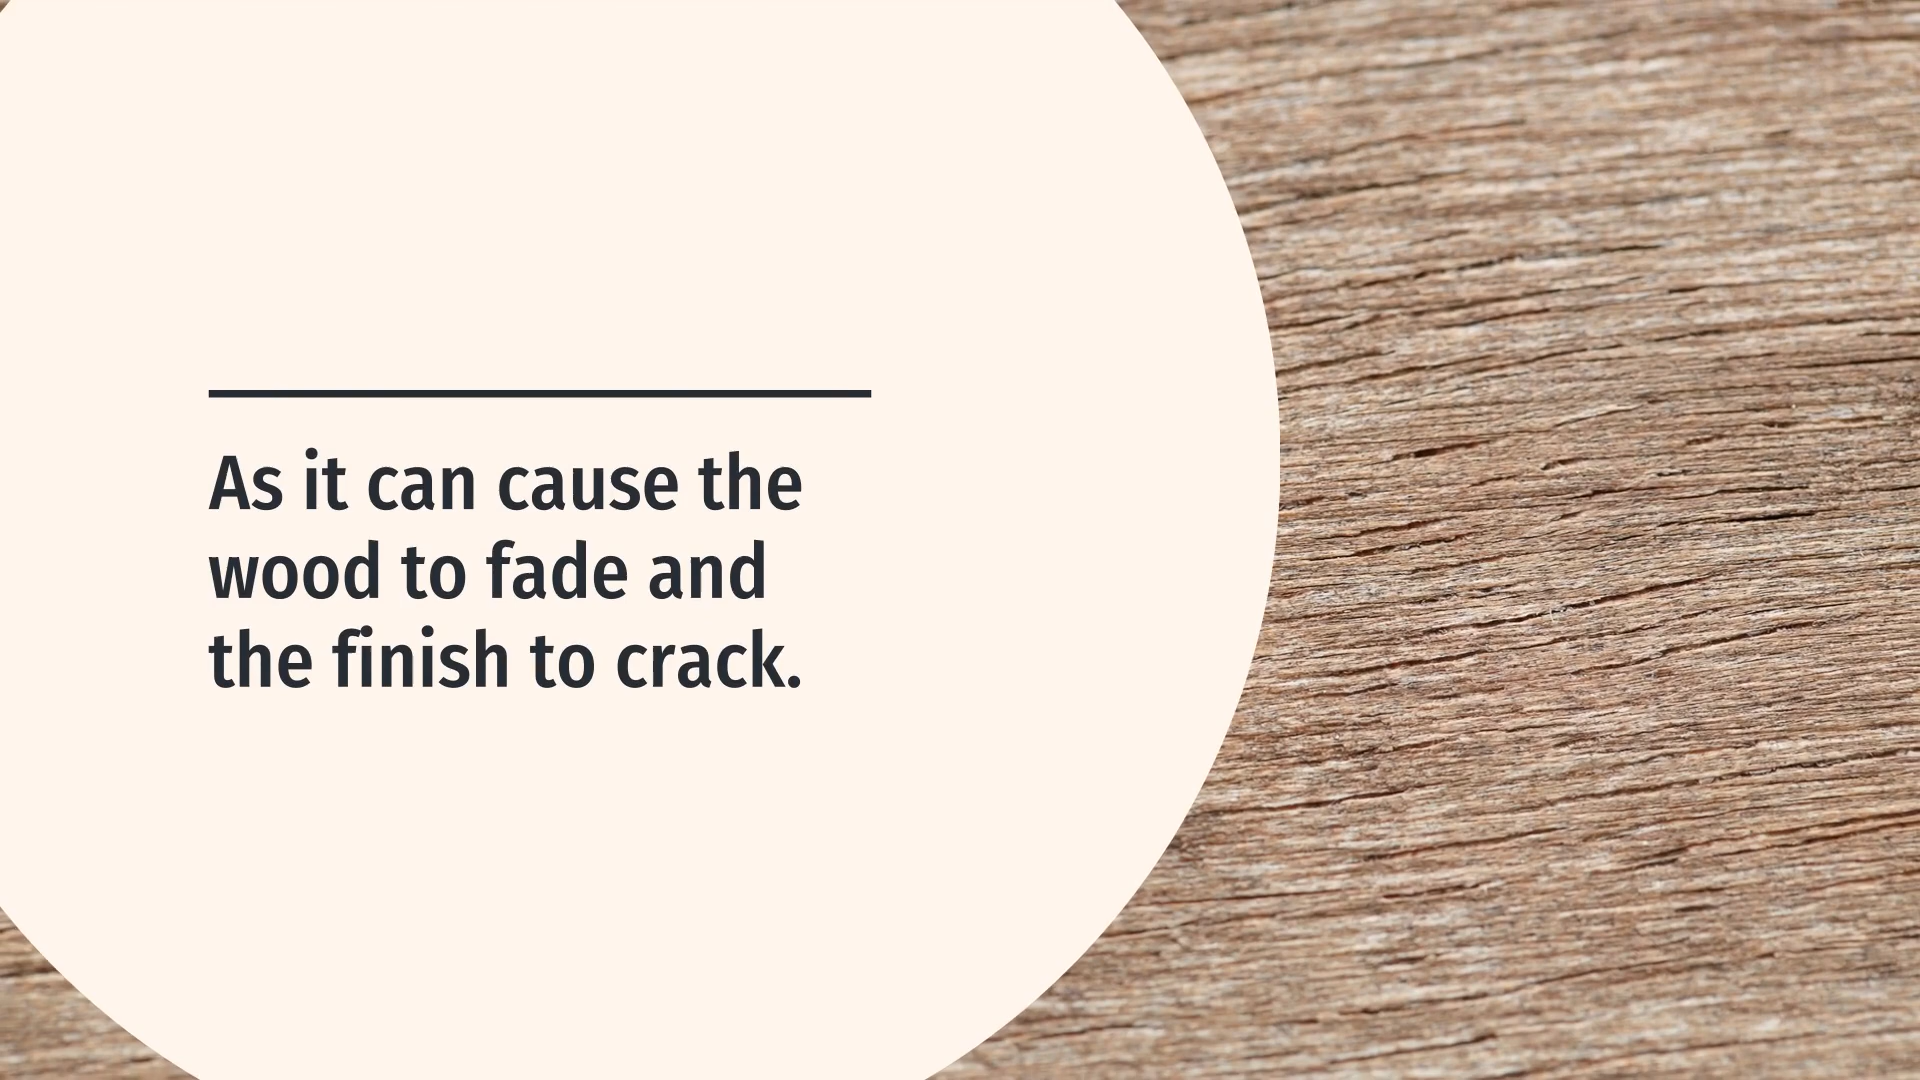 As it can cause the
wood to fade and
the finish to crack.